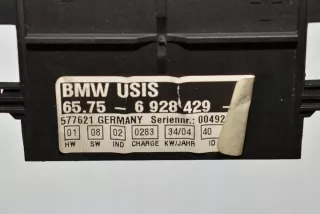 BMW USIS
65.75 - 6 928 429 -
577621 GERMANY Seriennr.: 00492
01 08 02 0283 34/04 40
HW SW IND CHARGE KW/JAHR ID